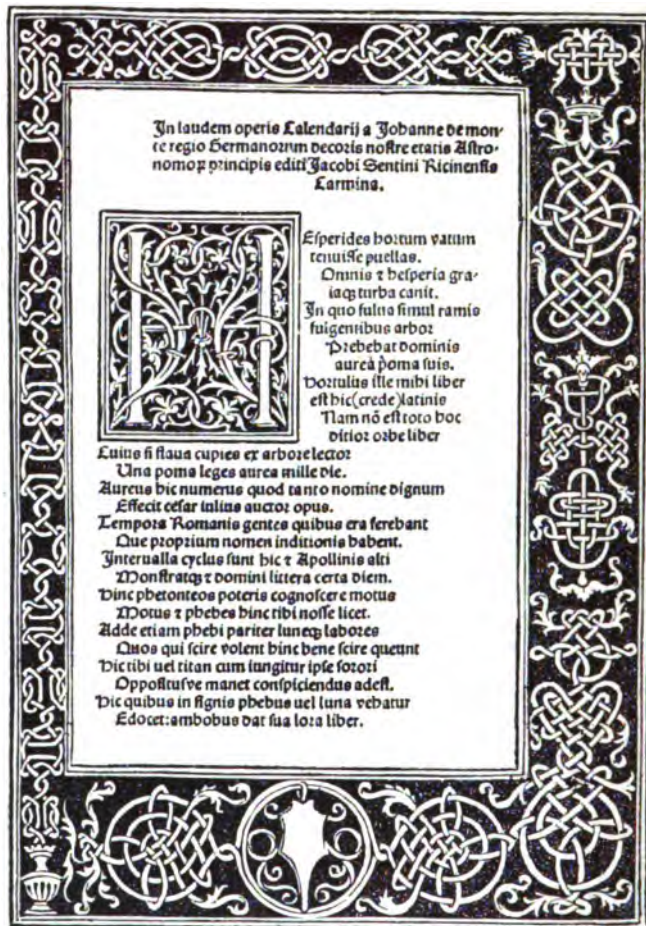 In laudem operis Calendarij a Johanne de mon-
te regio Germanorum decoris nostre etatis Astro-
nomoꝝ principis editi Jacobi Sentini Ricinensis
Carmina.
HEsperides hortum vatum
tenuisse puellas.
Omnis ⁊ hesperia gra-
iaqꝫ turba canit.
In quo fulua simul ramis
fulgentibus arbor
Prebebat dominis
aurea poma suis.
Hortulus iste mihi liber
est hic (crede) latinis
Nam nō est toto hoc
ditior orbe liber
Cuius si flaua cupies ex arbore lector
Una poma leges aurea mille die.
Aureus hic numerus quod tanto nomine dignum
Effecit cesar iulius auctor opus.
Tempora Romanis gentes quibus era ferebant
Que proprium nomen inditionis habent.
Interualla cyclus sunt hic ⁊ Apollinis alti
Monstratqꝫ ⁊ domini littera certa diem.
Hinc phetonteos poteris cognoscere motus
Motus ⁊ phebes hinc tibi nosse licet.
Adde etiam phebi pariter luneqꝫ labores
Quos qui scire volent hinc bene scire queunt
Hic tibi uel titan cum iungitur ipse sorori
Oppositusve manet conspiciendus adest.
Hic quibus in signis phebus uel luna vehatur
Edocet: ambobus dat sua lora liber.